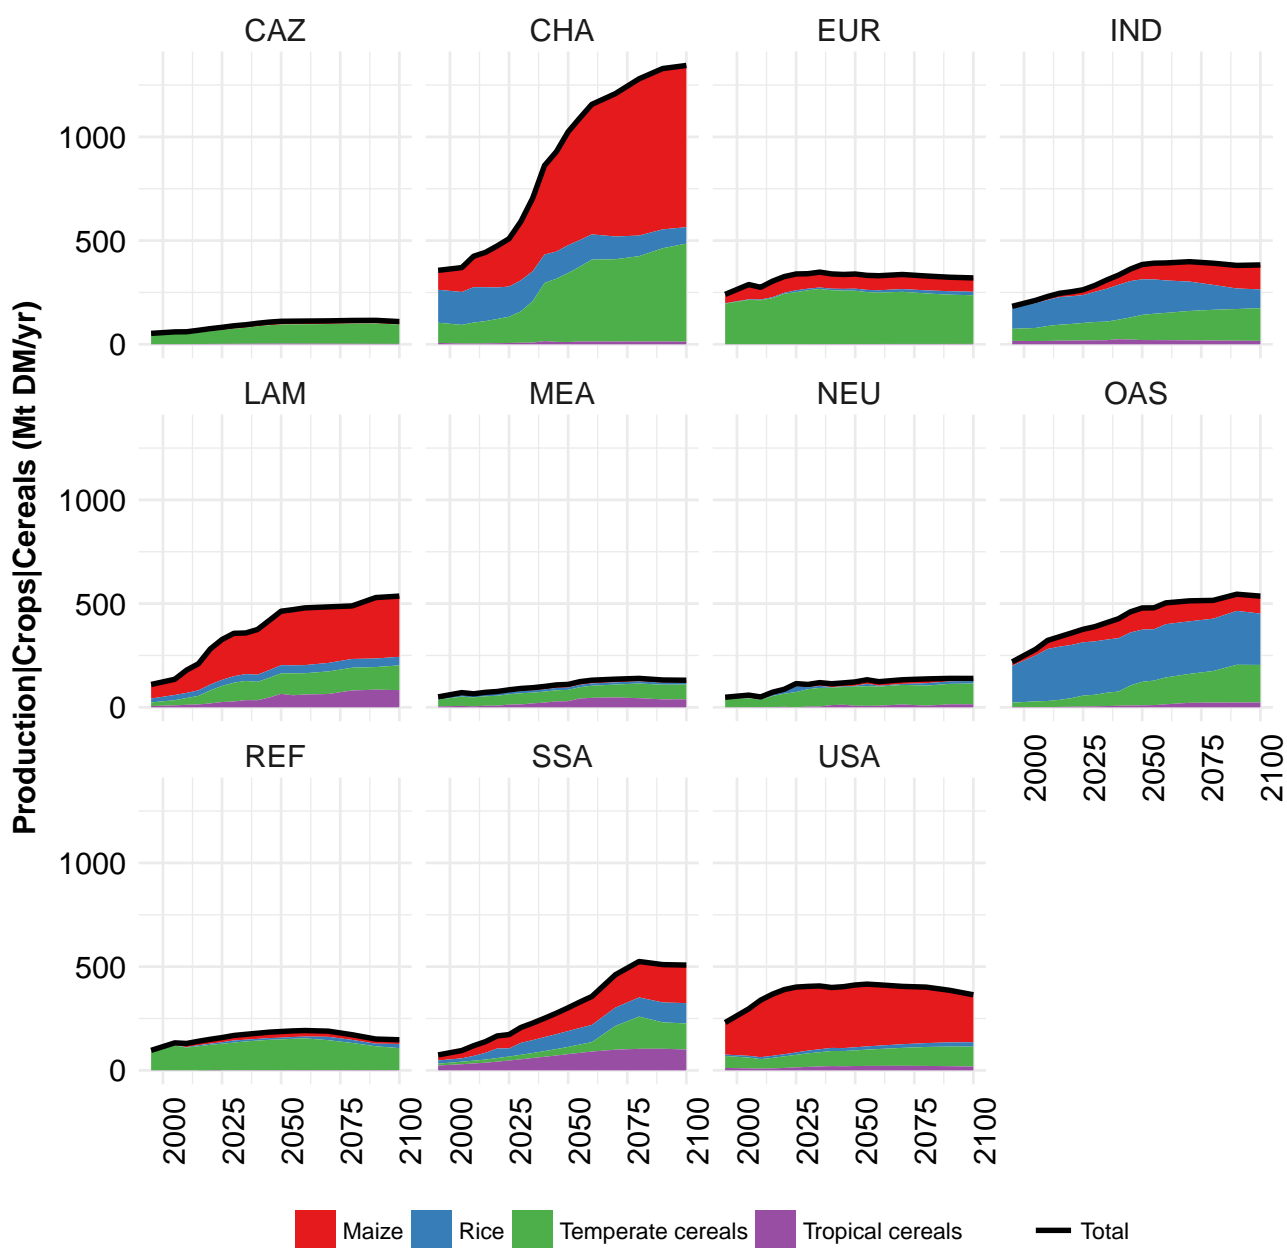 CAZ CHA EUR IND
1000
500
0
LAM MEA NEU OAS
1000
500
0
2000 2025 2050 2075 2100
REF SSA USA
1000
500
0
2000 2025 2050 2075 2100 2000 2025 2050 2075 2100 2000 2025 2050 2075 2100
Production|Crops|Cereals (Mt DM/yr)
Maize Rice Temperate cereals Tropical cereals Total